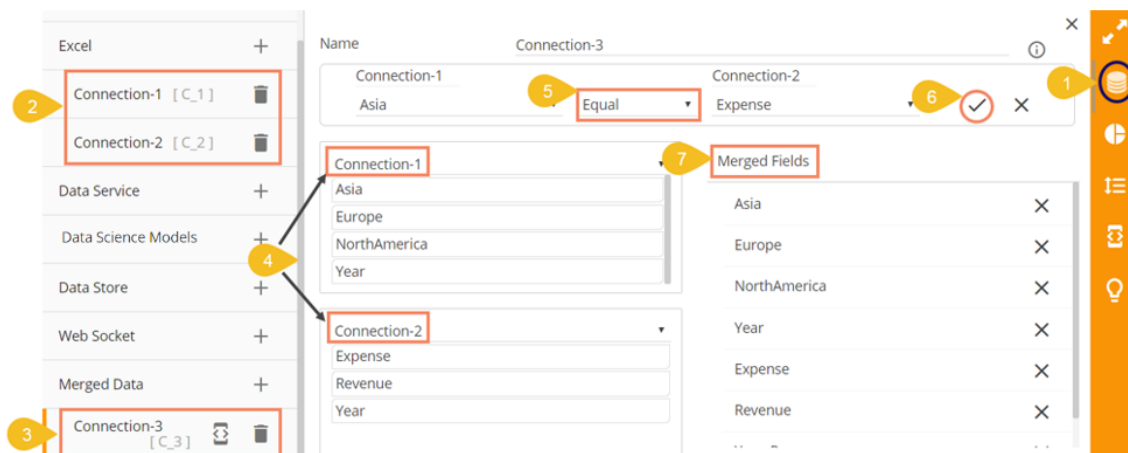 Excel
2
Connection-1 [ C_1 ]
Connection-2 [ C_2 ]
Data Service
Data Science Models
Data Store
Web Socket
Merged Data
3
Connection-3
[ C_3 ]
Name Connection-3
Connection-1 Connection-2
Asia 5 Equal Expense 6
1
4
Connection-1
Asia
Europe
NorthAmerica
Year
Connection-2
Expense
Revenue
Year
7 Merged Fields
Asia
Europe
NorthAmerica
Year
Expense
Revenue